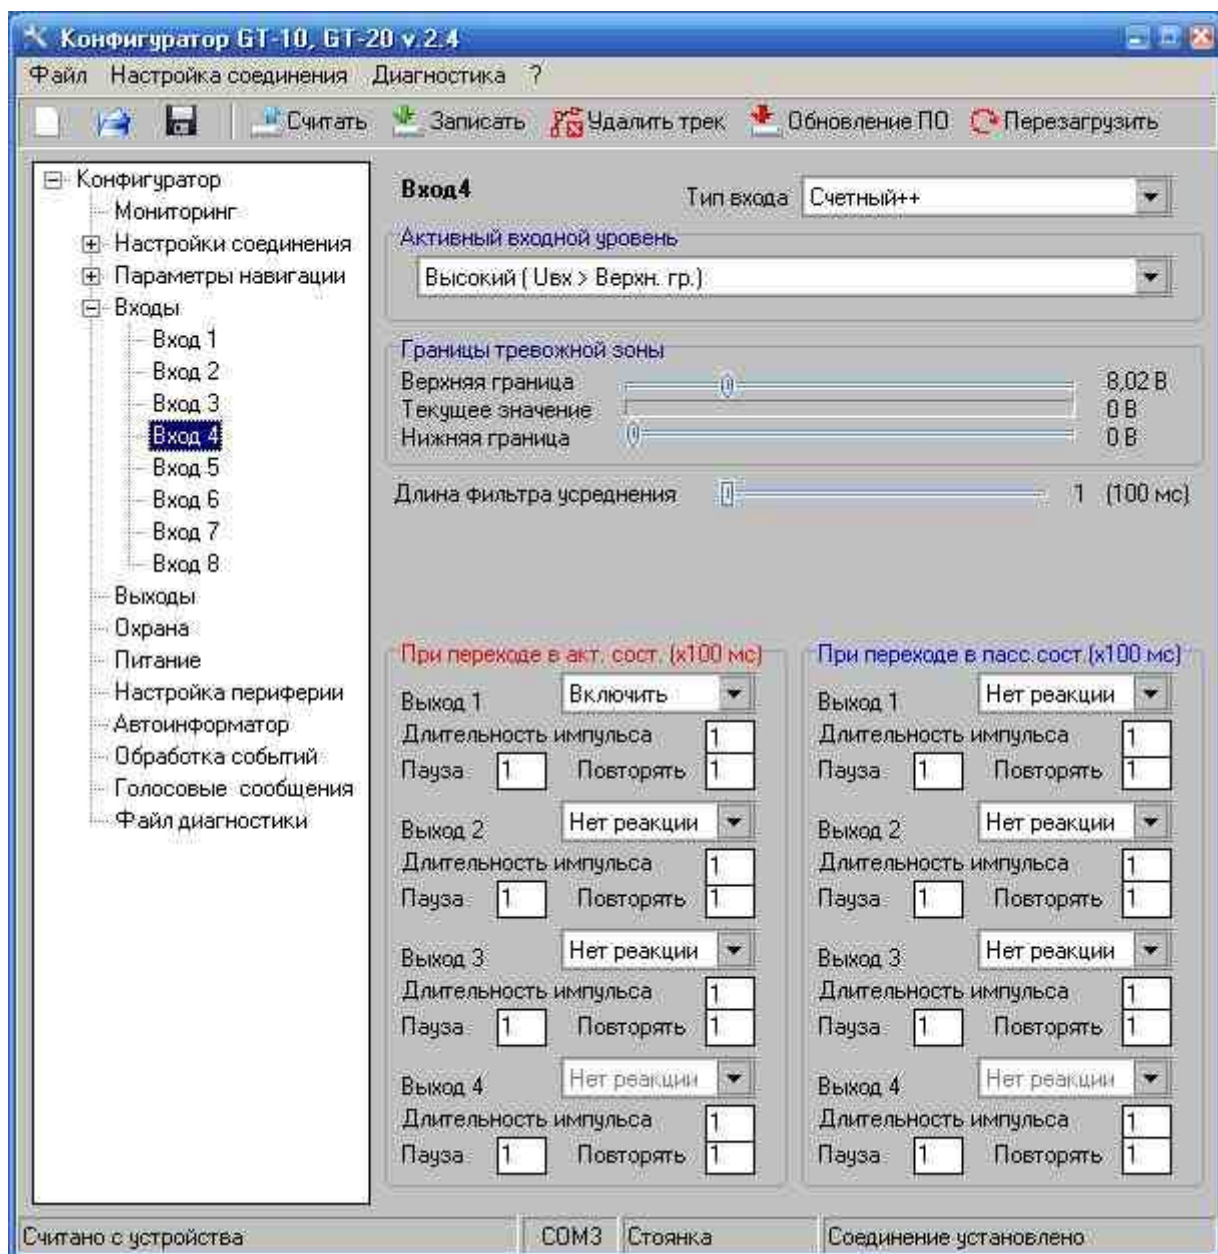 Конфигуратор GT-10, GT-20 v.2.4
Файл Настройка соединения Диагностика ?
Считать Записать Удалить трек Обновление ПО Перезагрузить
Конфигуратор
Мониторинг
Настройки соединения
Параметры навигации
Входы
Вход 1
Вход 2
Вход 3
Вход 4
Вход 5
Вход 6
Вход 7
Вход 8
Выходы
Охрана
Питание
Настройка периферии
Автоинформатор
Обработка событий
Голосовые сообщения
Файл диагностики
Вход4 Тип входа Счетный++
Активный входной уровень
Высокий ( Uвх > Верхн. гр.)
Границы тревожной зоны
Верхняя граница 8,02 В
Текущее значение 0 В
Нижняя граница 0 В
Длина фильтра усреднения 1 (100 мс)
При переходе в акт. сост. (x100 мс)
Выход 1 Включить
Длительность импульса 1
Пауза 1 Повторять 1
Выход 2 Нет реакции
Длительность импульса 1
Пауза 1 Повторять 1
Выход 3 Нет реакции
Длительность импульса 1
Пауза 1 Повторять 1
Выход 4 Нет реакции
Длительность импульса 1
Пауза 1 Повторять 1
При переходе в пасс.сост.(x100 мс)
Выход 1 Нет реакции
Длительность импульса 1
Пауза 1 Повторять 1
Выход 2 Нет реакции
Длительность импульса 1
Пауза 1 Повторять 1
Выход 3 Нет реакции
Длительность импульса 1
Пауза 1 Повторять 1
Выход 4 Нет реакции
Длительность импульса 1
Пауза 1 Повторять 1
Считано с устройства COM3 Стоянка Соединение установлено